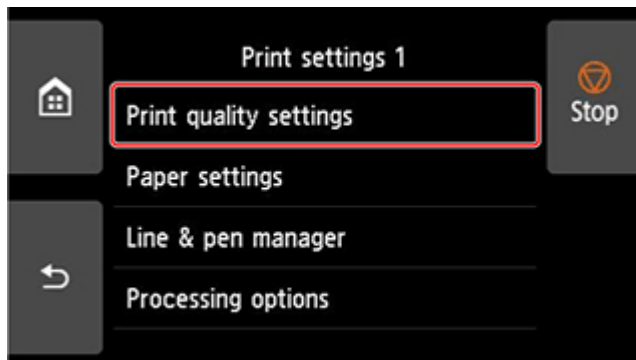 Print settings 1
Print quality settings
Stop
Paper settings
Line & pen manager
Processing options